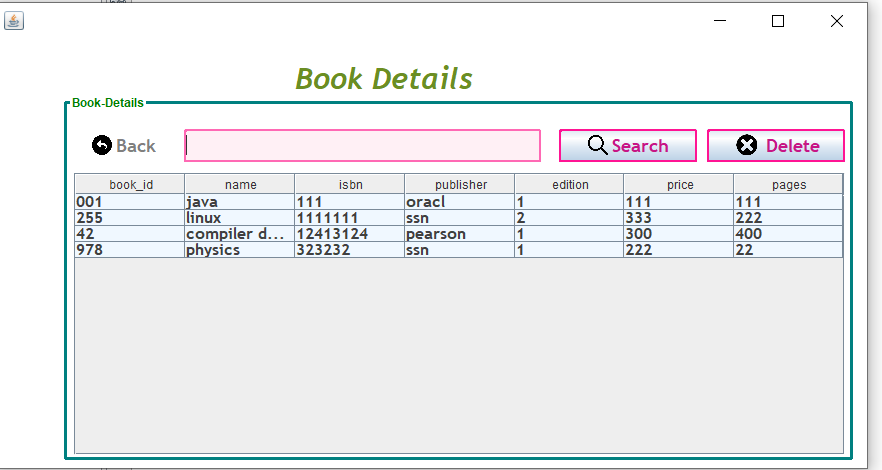 Book Details
Book-Details
Back Search Delete
book_id name isbn publisher edition price pages
001 java 111 oracl 1 111 111
255 linux 1111111 ssn 2 333 222
42 compiler d... 12413124 pearson 1 300 400
978 physics 323232 ssn 1 222 22